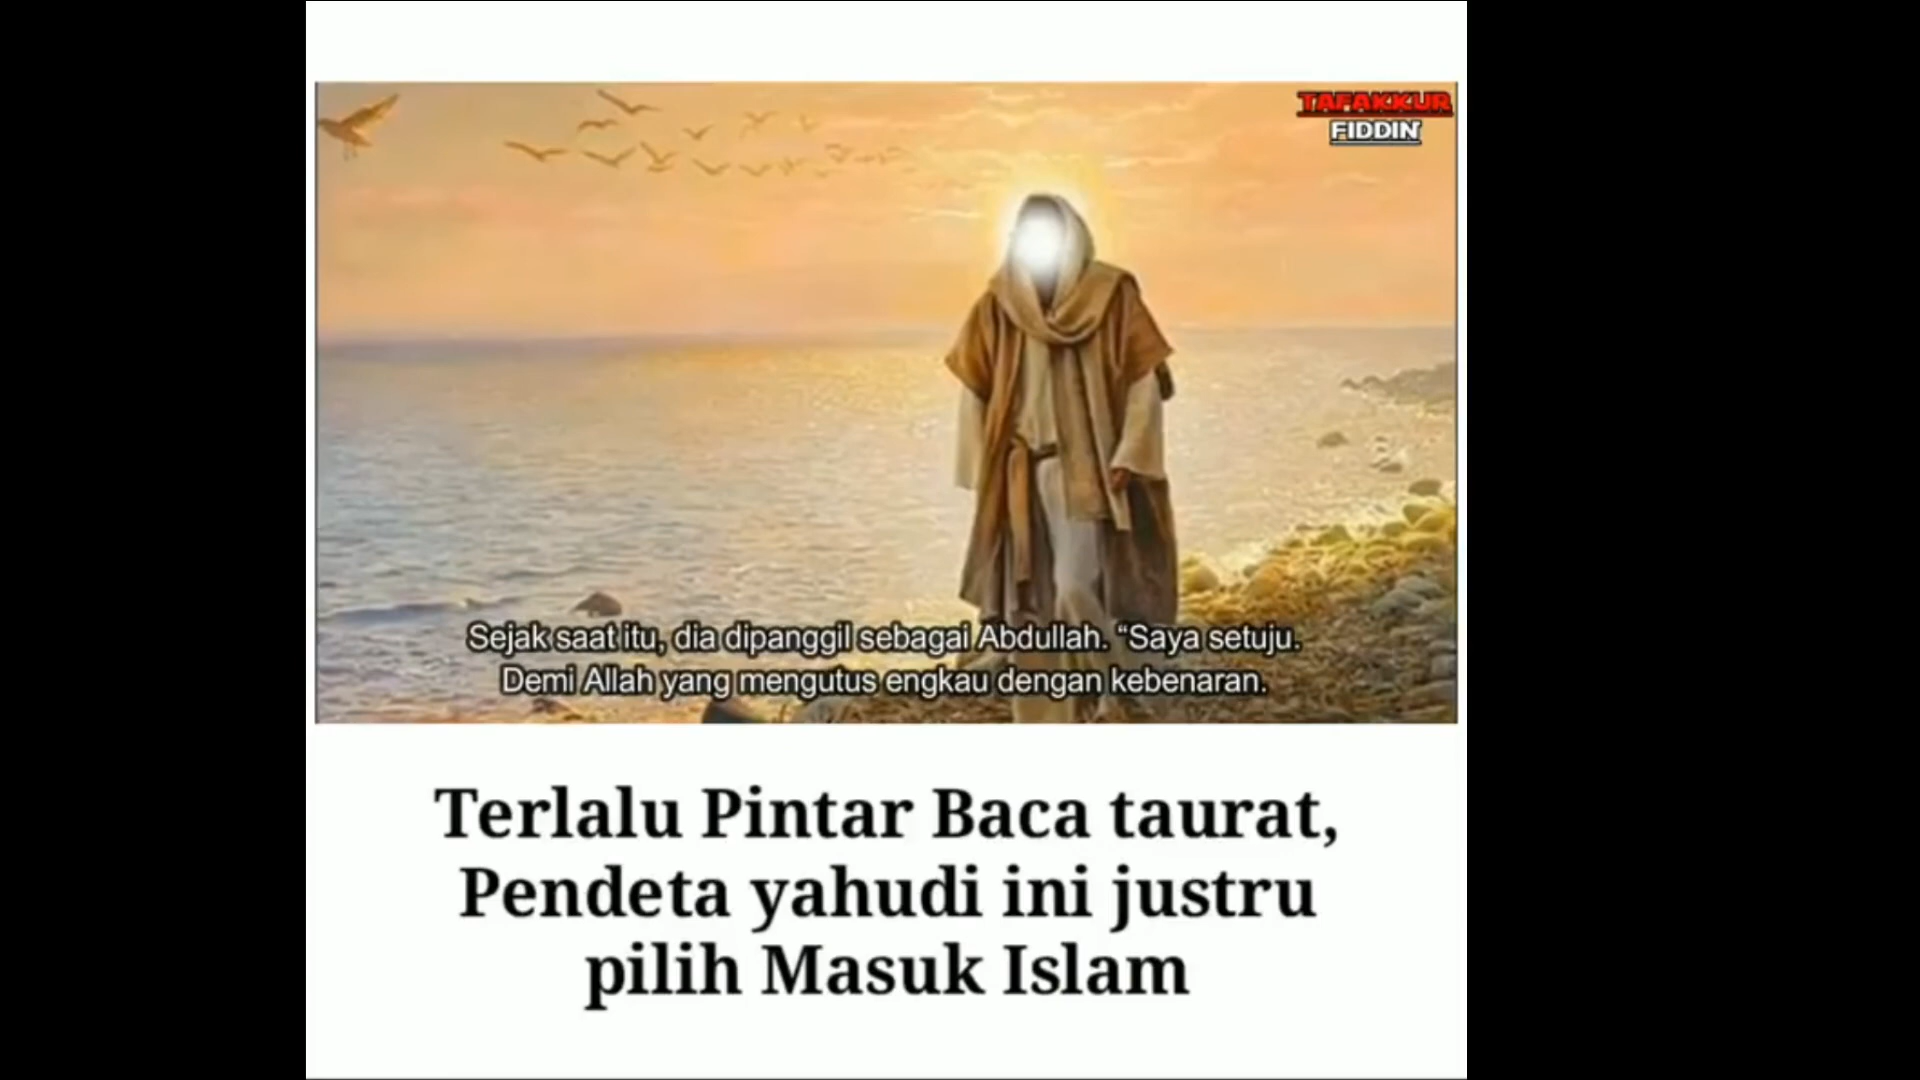 TAFAKKUR
FIDDIN
Sejak saat itu, dia dipanggil sebagai Abdullah. “Saya setuju.
Demi Allah yang mengutus engkau dengan kebenaran.
Terlalu Pintar Baca taurat,
Pendeta yahudi ini justru
pilih Masuk Islam